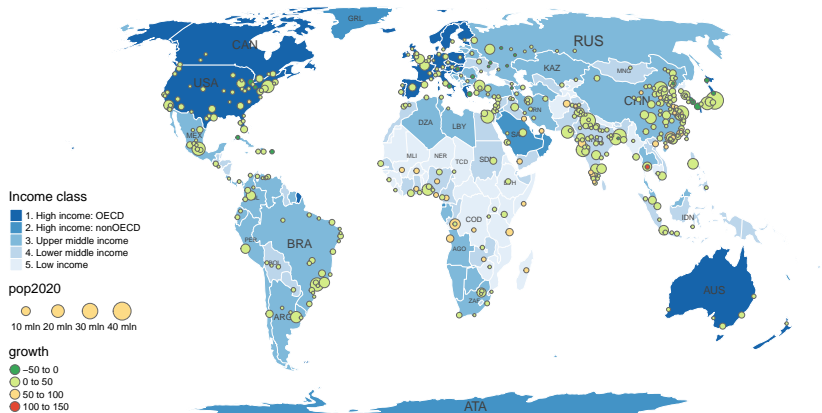 GRL
CAN
RUS
KAZ
USA
MNG
CHN
IRN
DZA
LBY
MEX
MLI
NER
TCD
ETH
COD
IDN
PER
BRA
BOL
AGO
AUS
ZAF
ARG
ATA
Income class
1. High income: OECD
2. High income: nonOECD
3. Upper middle income
4. Lower middle income
5. Low income
pop2020
10 mln 20 mln 30 mln 40 mln
growth
−50 to 0
0 to 50
50 to 100
100 to 150